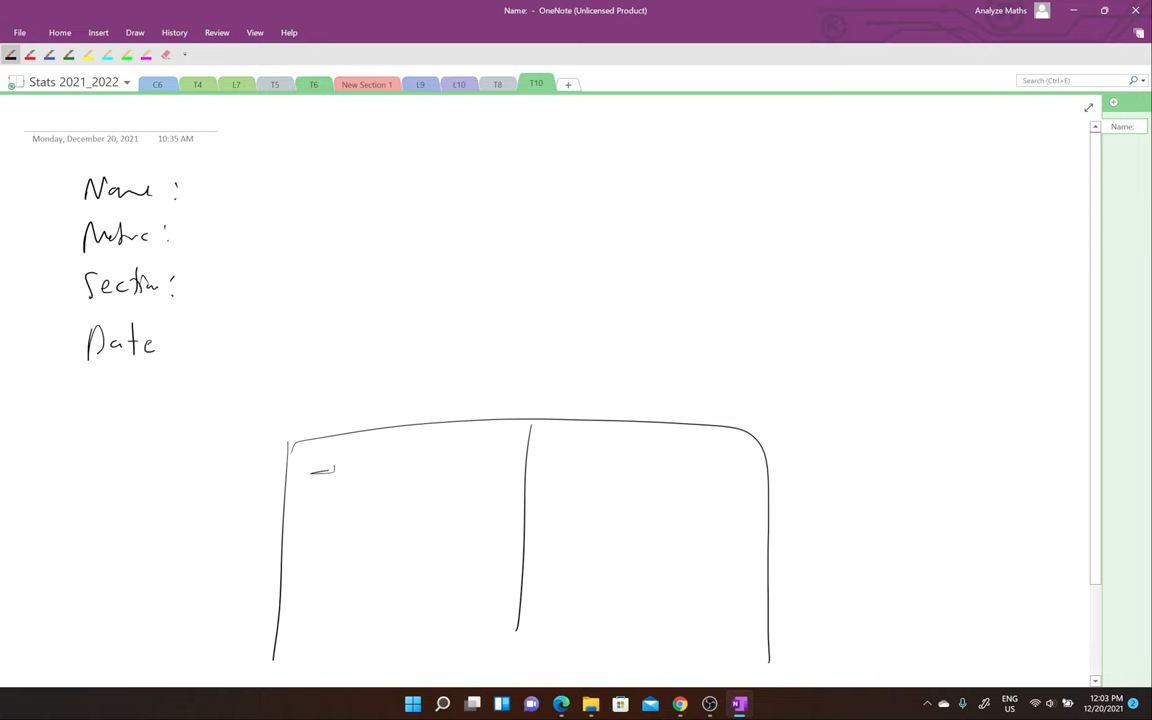 Name: - OneNote (Unlicensed Product)
Analyze Maths
File Home Insert Draw History Review View Help
Stats 2021_2022 C6 T4 L7 T5 T6 New Section 1 L9 L10 T8 T10
Search (Ctrl+E)
Name:
Monday, December 20, 2021 10:35 AM
Name :
Metric :
Section :
Date
ENG
US
12:03 PM
12/20/2021
2